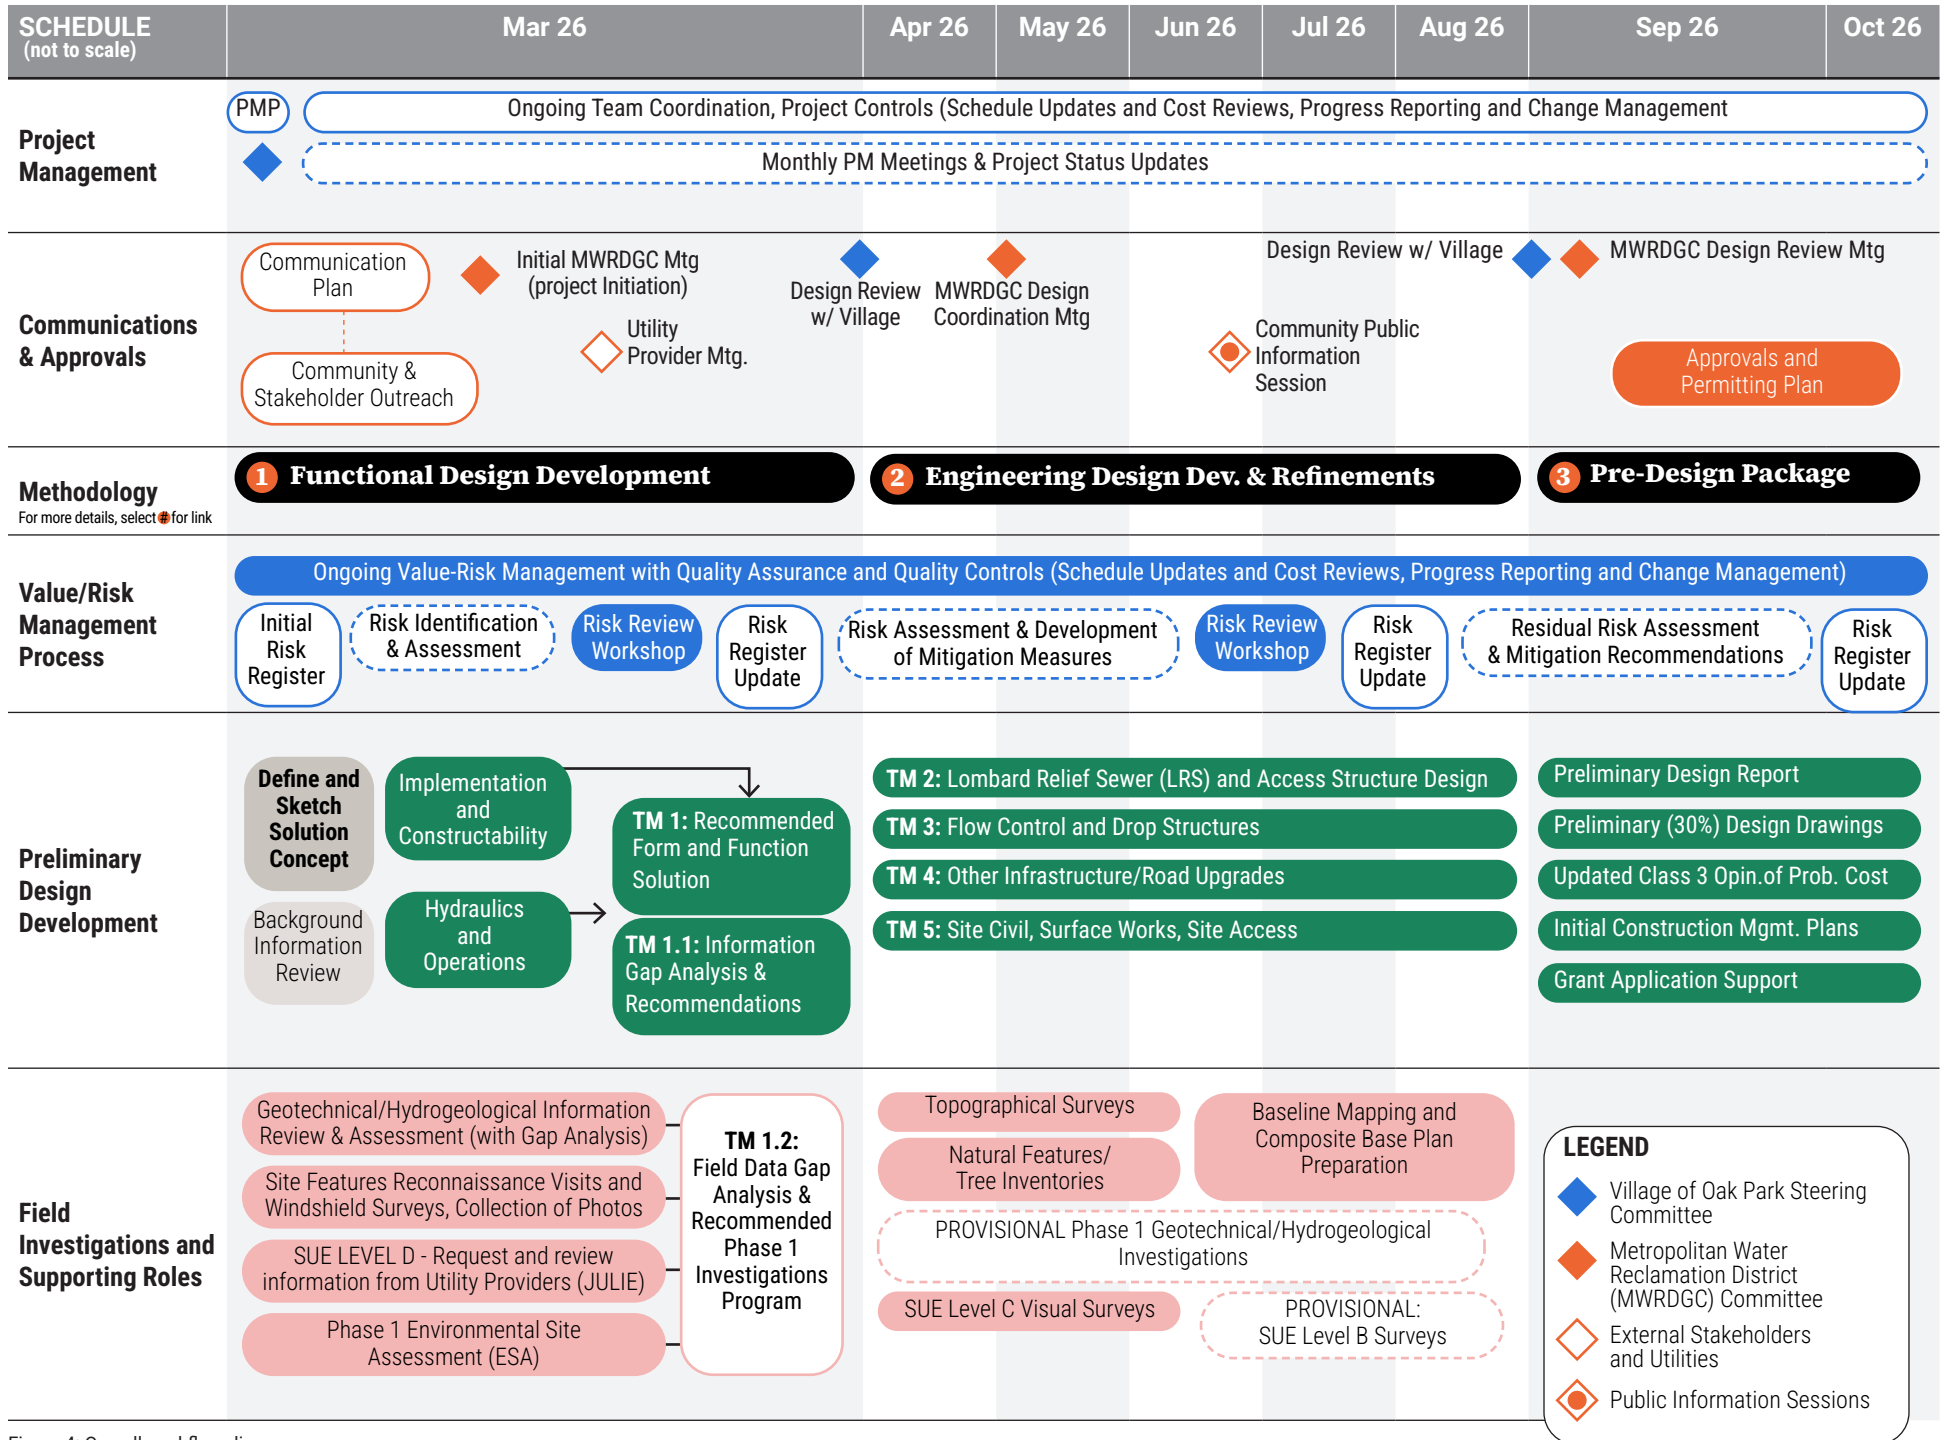 SCHEDULE
(not to scale)
Mar 26
Apr 26
May 26
Jun 26
Jul 26
Aug 26
Sep 26
Oct 26
Project
Management
PMP
Ongoing Team Coordination, Project Controls (Schedule Updates and Cost Reviews, Progress Reporting and Change Management
Monthly PM Meetings & Project Status Updates
Communications
& Approvals
Communication
Plan
Community &
Stakeholder Outreach
Initial MWRDGC Mtg
(project Initiation)
Utility
Provider Mtg.
Design Review
w/ Village
MWRDGC Design
Coordination Mtg
Community Public
Information
Session
Design Review w/ Village
MWRDGC Design Review Mtg
Approvals and
Permitting Plan
Methodology
For more details, select # for link
1 Functional Design Development
2 Engineering Design Dev. & Refinements
3 Pre-Design Package
Value/Risk
Management
Process
Ongoing Value-Risk Management with Quality Assurance and Quality Controls (Schedule Updates and Cost Reviews, Progress Reporting and Change Management)
Initial
Risk
Register
Risk Identification
& Assessment
Risk Review
Workshop
Risk
Register
Update
Risk Assessment & Development
of Mitigation Measures
Risk Review
Workshop
Risk
Register
Update
Residual Risk Assessment
& Mitigation Recommendations
Risk
Register
Update
Preliminary
Design
Development
Define and
Sketch
Solution
Concept
Background
Information
Review
Implementation
and
Constructability
Hydraulics
and
Operations
TM 1: Recommended
Form and Function
Solution
TM 1.1: Information
Gap Analysis &
Recommendations
TM 2: Lombard Relief Sewer (LRS) and Access Structure Design
TM 3: Flow Control and Drop Structures
TM 4: Other Infrastructure/Road Upgrades
TM 5: Site Civil, Surface Works, Site Access
Preliminary Design Report
Preliminary (30%) Design Drawings
Updated Class 3 Opin.of Prob. Cost
Initial Construction Mgmt. Plans
Grant Application Support
Field
Investigations and
Supporting Roles
Geotechnical/Hydrogeological Information
Review & Assessment (with Gap Analysis)
Site Features Reconnaissance Visits and
Windshield Surveys, Collection of Photos
SUE LEVEL D - Request and review
information from Utility Providers (JULIE)
Phase 1 Environmental Site
Assessment (ESA)
TM 1.2:
Field Data Gap
Analysis &
Recommended
Phase 1
Investigations
Program
Topographical Surveys
Natural Features/
Tree Inventories
Baseline Mapping and
Composite Base Plan
Preparation
PROVISIONAL Phase 1 Geotechnical/Hydrogeological
Investigations
SUE Level C Visual Surveys
PROVISIONAL:
SUE Level B Surveys
LEGEND
Village of Oak Park Steering
Committee
Metropolitan Water
Reclamation District
(MWRDGC) Committee
External Stakeholders
and Utilities
Public Information Sessions